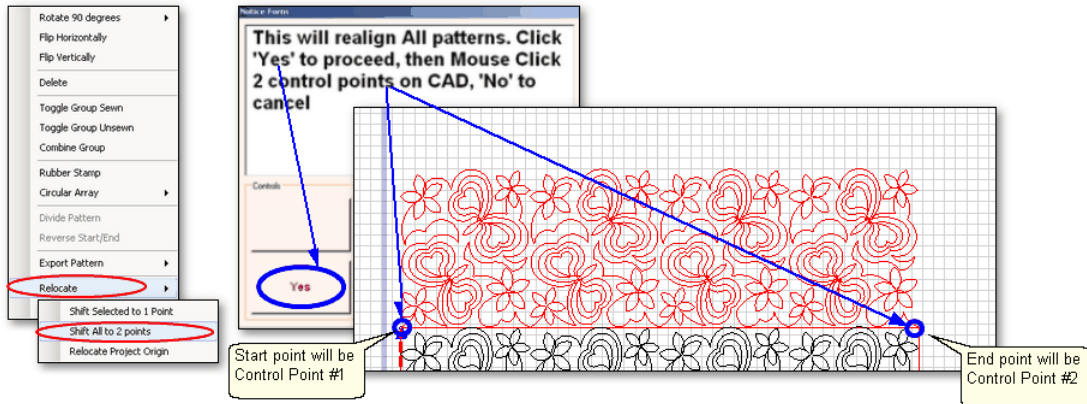 Rotate 90 degrees
Flip Horizontally
Flip Vertically
Delete
Toggle Group Sewn
Toggle Group Unsewn
Combine Group
Rubber Stamp
Circular Array
Divide Pattern
Reverse Start/End
Export Pattern
Relocate
Shift Selected to 1 Point
Shift All to 2 points
Relocate Project Origin
Notice Form
This will realign All patterns. Click
'Yes' to proceed, then Mouse Click
2 control points on CAD, 'No' to
cancel
Controls
Yes
Start point will be
Control Point #1
End point will be
Control Point #2